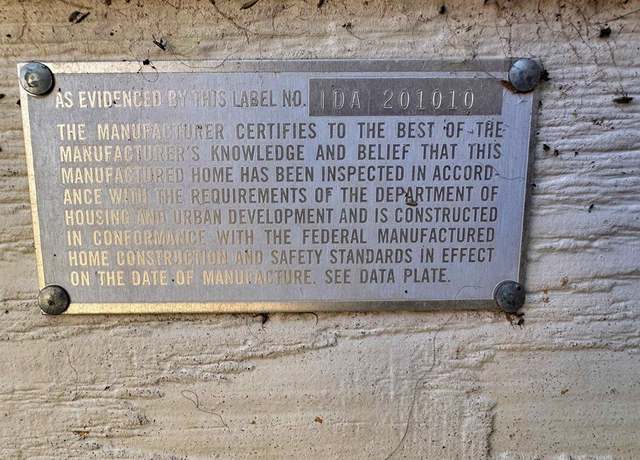 AS EVIDENCED BY THIS LABEL NO. IDA 201010
THE MANUFACTURER CERTIFIES TO THE BEST OF THE
MANUFACTURER'S KNOWLEDGE AND BELIEF THAT THIS
MANUFACTURED HOME HAS BEEN INSPECTED IN ACCORD-
ANCE WITH THE REQUIREMENTS OF THE DEPARTMENT OF
HOUSING AND URBAN DEVELOPMENT AND IS CONSTRUCTED
IN CONFORMANCE WITH THE FEDERAL MANUFACTURED
HOME CONSTRUCTION AND SAFETY STANDARDS IN EFFECT
ON THE DATE OF MANUFACTURE. SEE DATA PLATE.